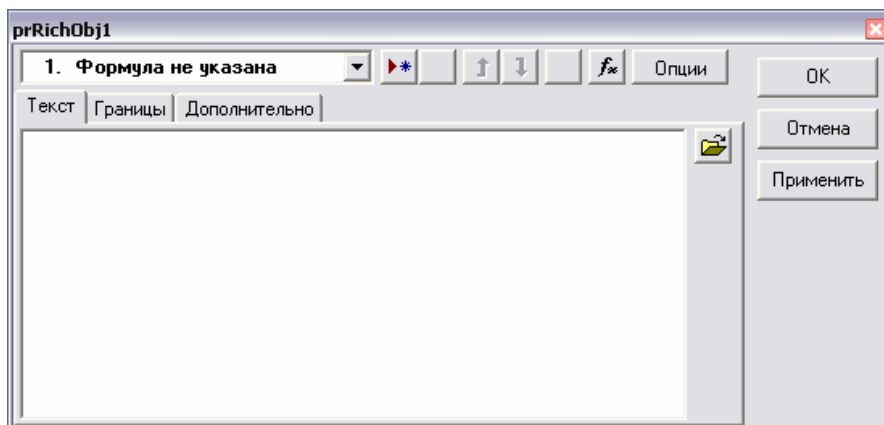 prRichObj1
1. Формула не указана
Опции
OK
Текст Границы Дополнительно
Отмена
Применить